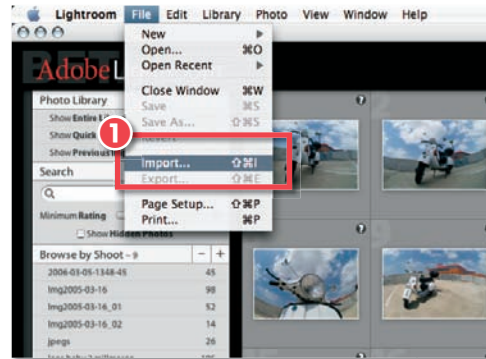 Lightroom File Edit Library Photo View Window Help
New
Open... ⌘O
Open Recent
Close Window ⌘W
Save ⌘S
Save As... ⇧⌘S
Revert
Import... ⇧⌘I
Export... ⇧⌘E
Page Setup... ⇧⌘P
Print... ⌘P
Adobe L
Photo Library
Show Entire
Show Quick
Show Previous
1
Search
Minimum Rating
Show Hidden Photos
Browse by Shoot - 9 − +
2006-03-05-1348-45 45
Img2005-03-16 98
Img2005-03-16_01 52
Img2005-03-16_02 14
jpegs 26